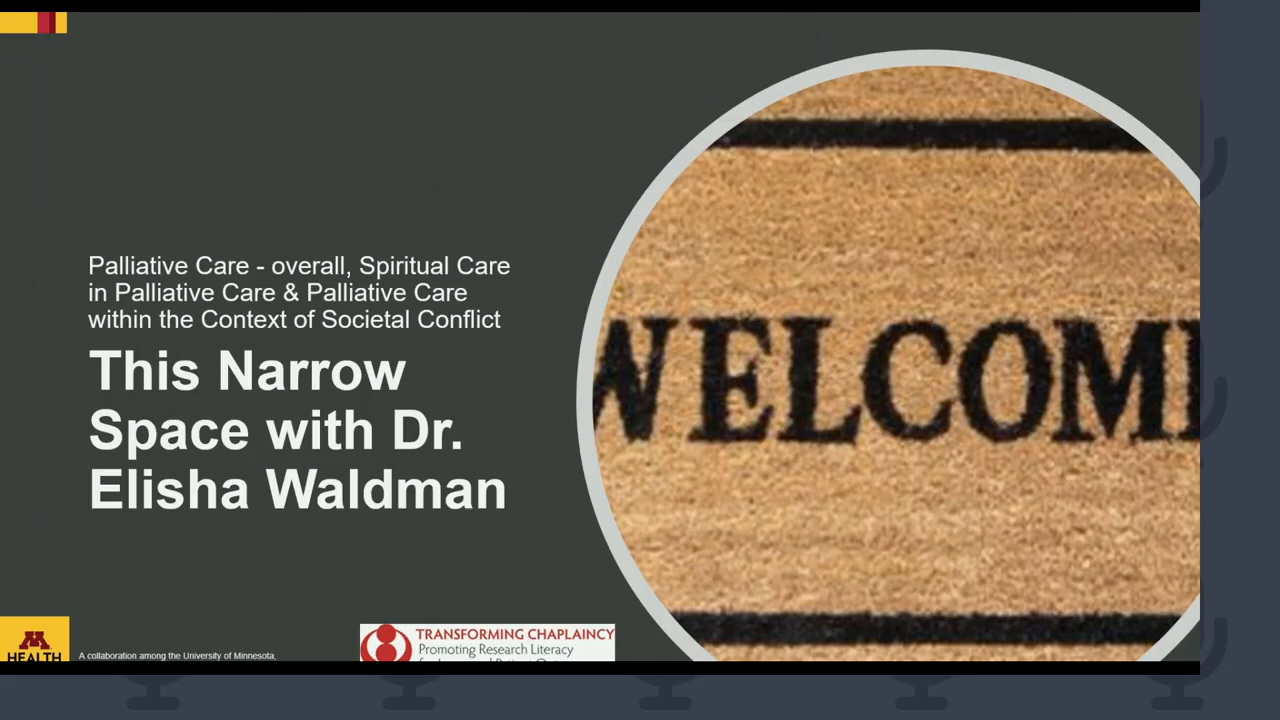 Palliative Care - overall, Spiritual Care
in Palliative Care & Palliative Care
within the Context of Societal Conflict
This Narrow
Space with Dr.
Elisha Waldman
WELCOM
M
HEALTH
A collaboration among the University of Minnesota,
TRANSFORMING CHAPLAINCY
Promoting Research Literacy